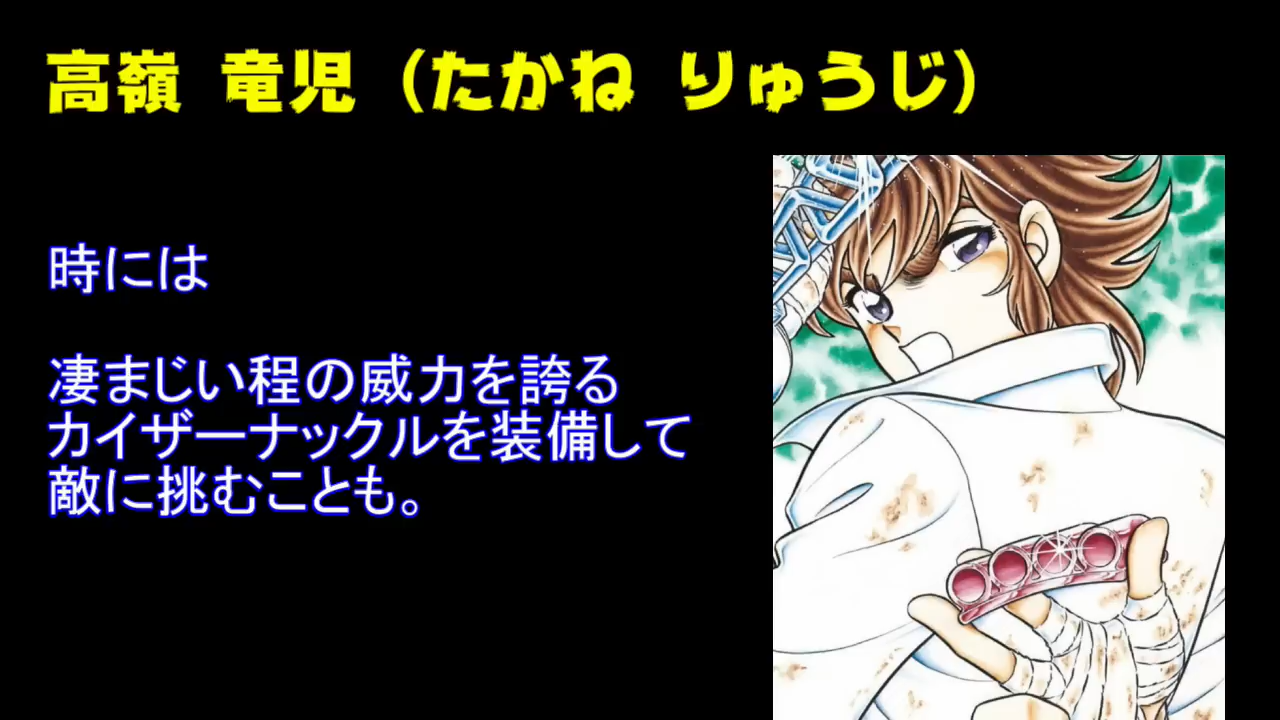 高嶺 竜児（たかね りゅうじ）
時には
凄まじい程の威力を誇る
カイザーナックルを装備して
敵に挑むことも。